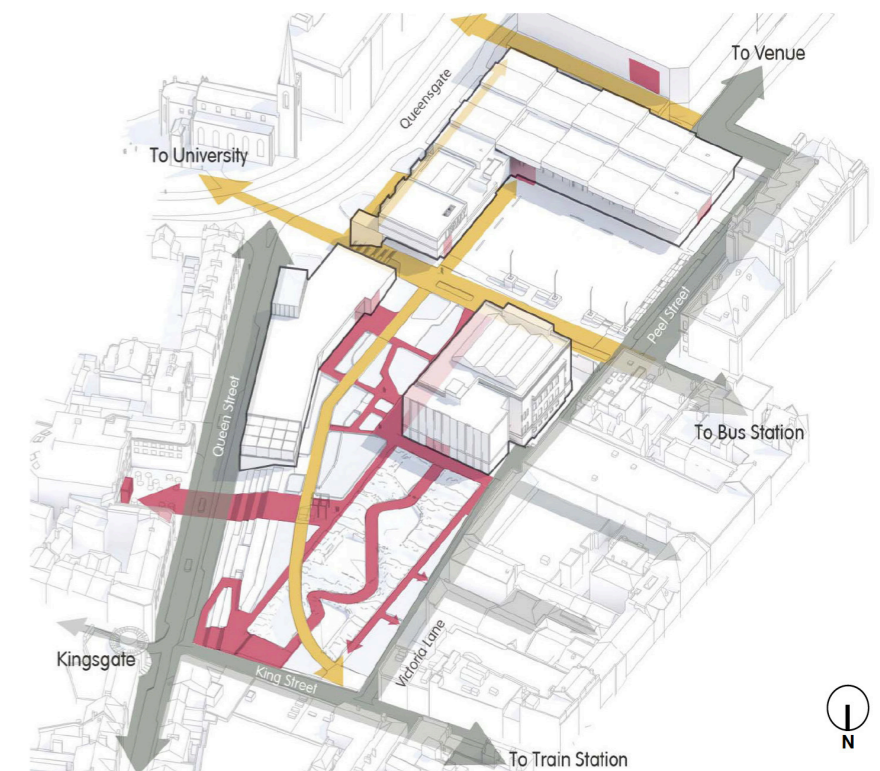 To Venue
Queensgate
To University
Peel Street
Queen Street
To Bus Station
Victoria Lane
Kingsgate
King Street
N
To Train Station